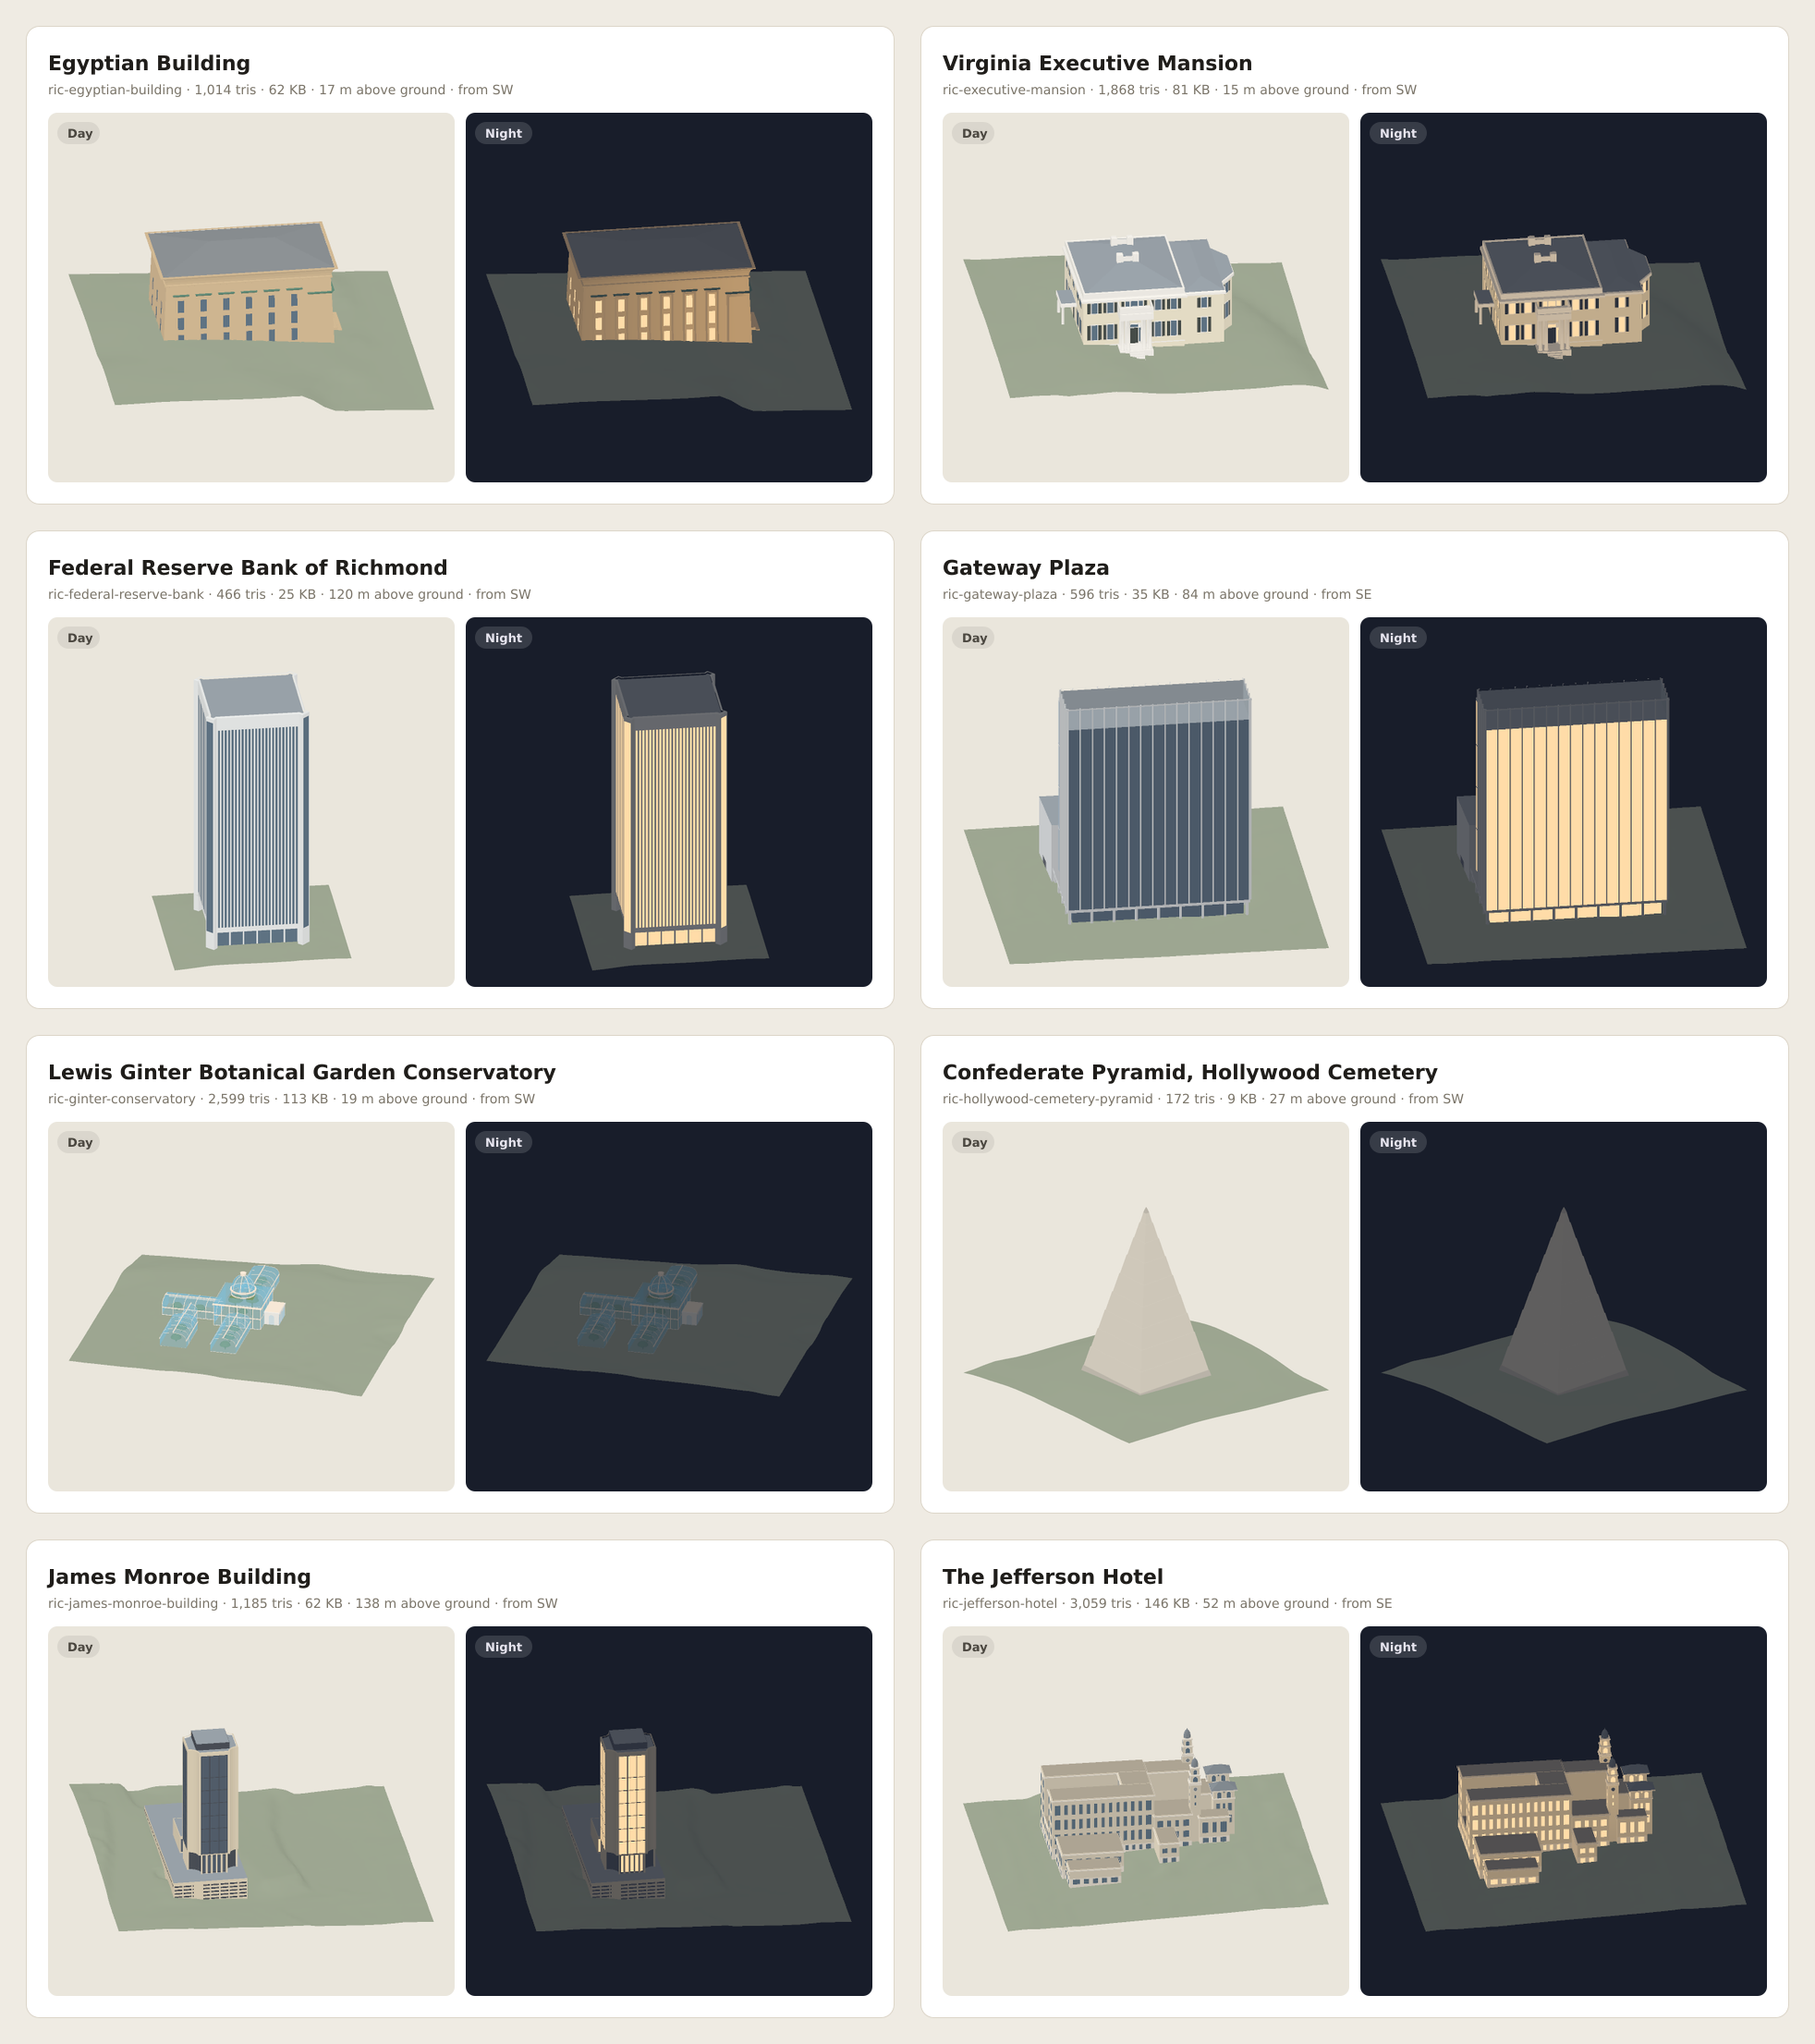 Egyptian Building
ric-egyptian-building · 1,014 tris · 62 KB · 17 m above ground · from SW
Day
Night
Virginia Executive Mansion
ric-executive-mansion · 1,868 tris · 81 KB · 15 m above ground · from SW
Day
Night
Federal Reserve Bank of Richmond
ric-federal-reserve-bank · 466 tris · 25 KB · 120 m above ground · from SW
Day
Night
Gateway Plaza
ric-gateway-plaza · 596 tris · 35 KB · 84 m above ground · from SE
Day
Night
Lewis Ginter Botanical Garden Conservatory
ric-ginter-conservatory · 2,599 tris · 113 KB · 19 m above ground · from SW
Day
Night
Confederate Pyramid, Hollywood Cemetery
ric-hollywood-cemetery-pyramid · 172 tris · 9 KB · 27 m above ground · from SW
Day
Night
James Monroe Building
ric-james-monroe-building · 1,185 tris · 62 KB · 138 m above ground · from SW
Day
Night
The Jefferson Hotel
ric-jefferson-hotel · 3,059 tris · 146 KB · 52 m above ground · from SE
Day
Night